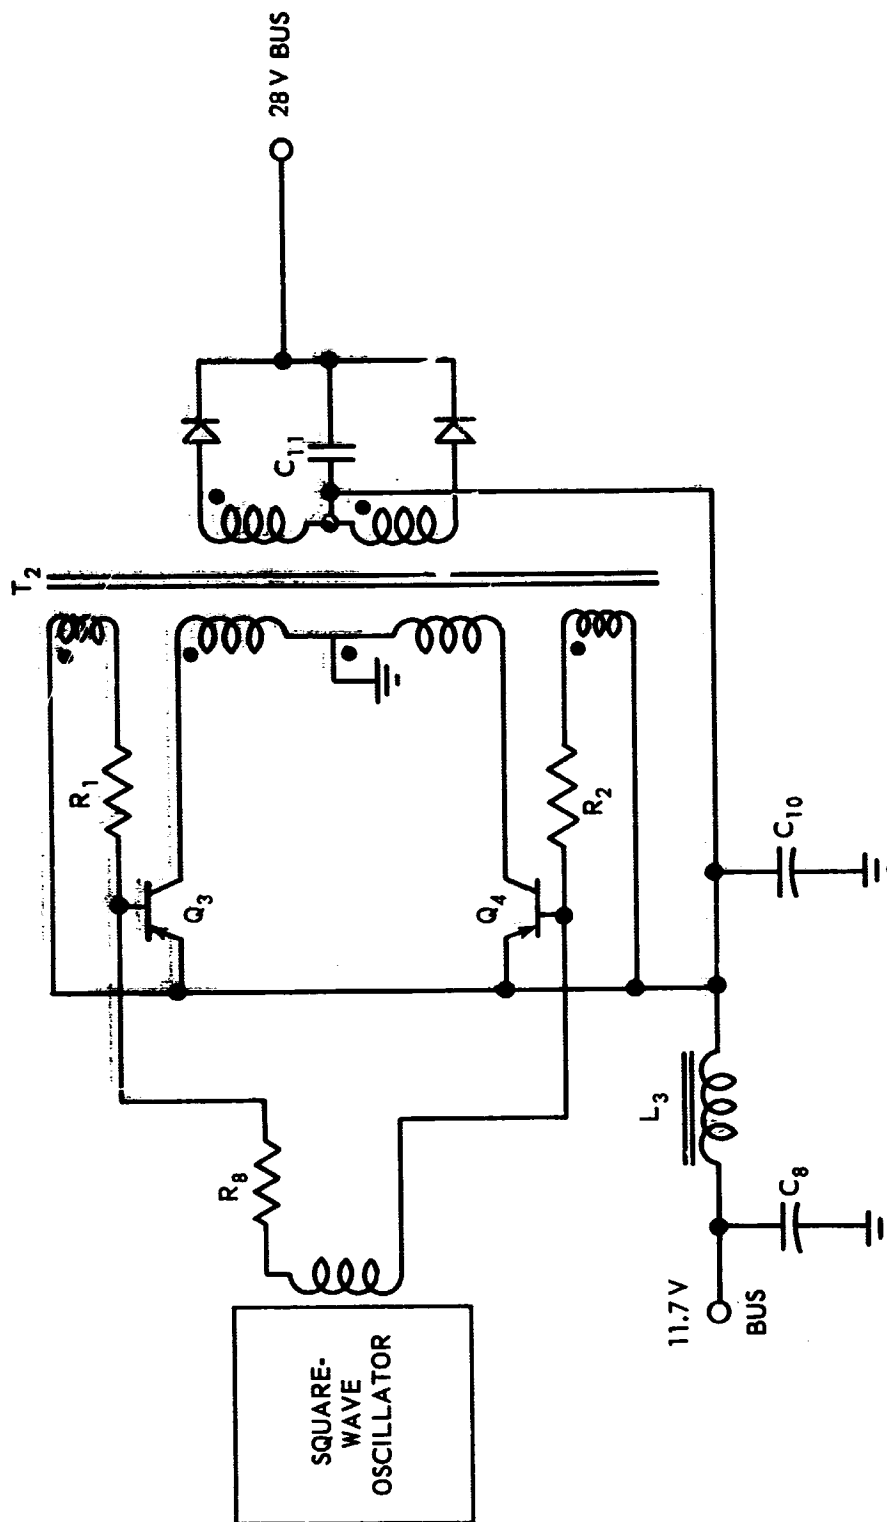 SQUARE-
WAVE
OSCILLATOR
R8
Q3
R1
Q4
R2
T2
C11
28 V BUS
11.7 V
BUS
C8
L3
C10